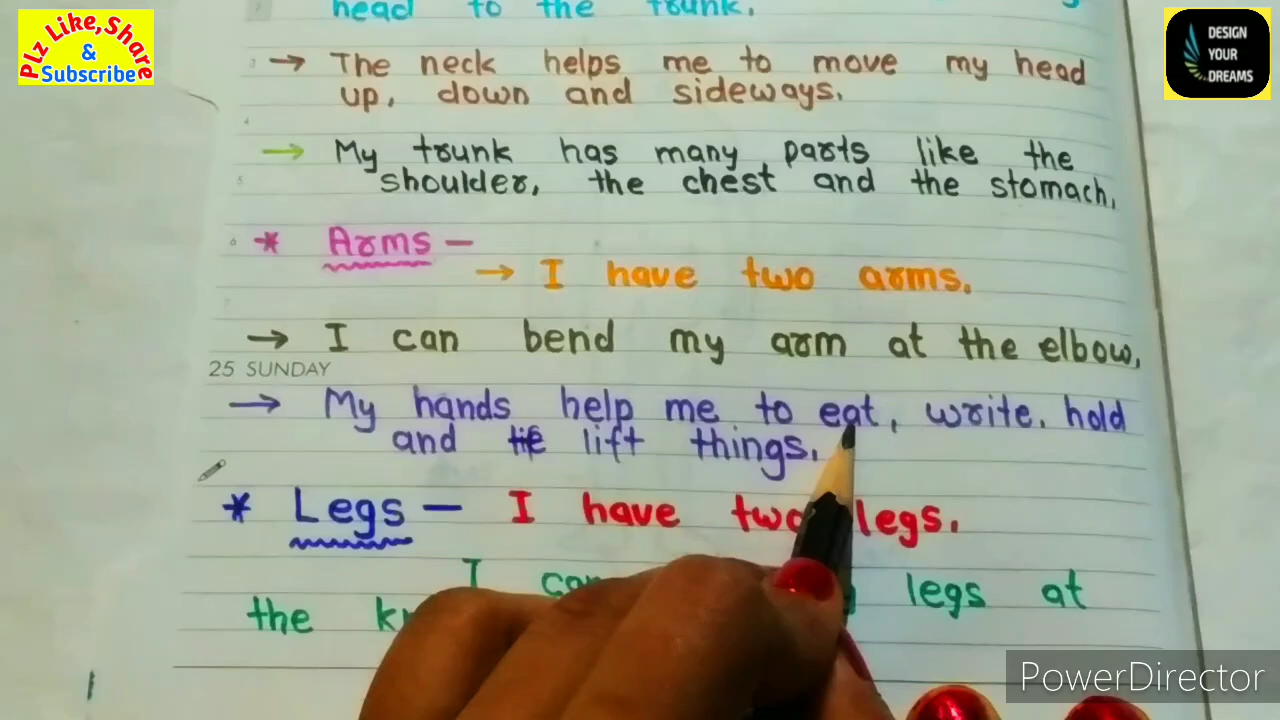 Plz Like,Share
&
Subscribe
DESIGN
YOUR
DREAMS
head to the trunk.
→ The neck helps me to move my head
up, down and sideways.
→ My trunk has many parts like the
shoulder, the chest and the stomach.
* Arms –
→ I have two arms.
→ I can bend my arm at the elbow,
25 SUNDAY
→ My hands help me to eat, write, hold
and lift things.
* Legs – I have two legs.
I legs at
the
PowerDirector